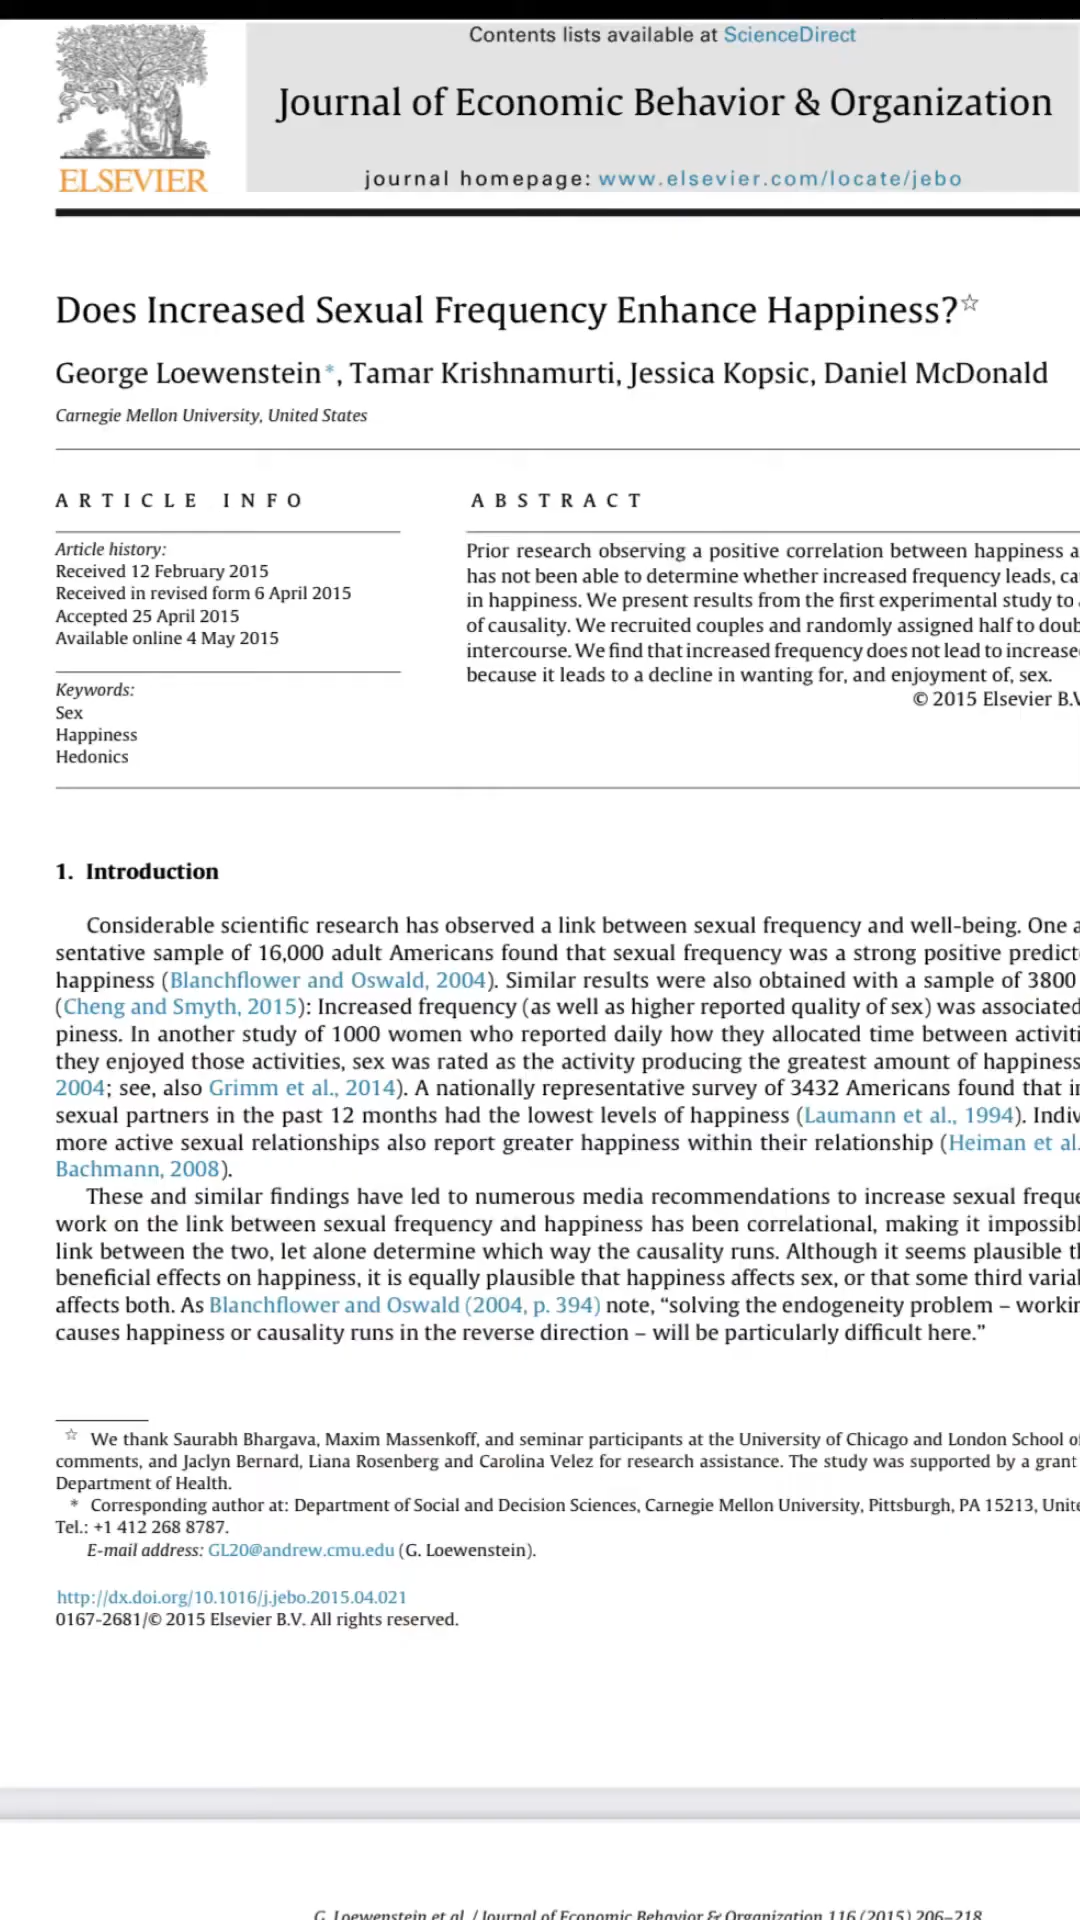 Contents lists available at ScienceDirect
Journal of Economic Behavior & Organization
journal homepage: www.elsevier.com/locate/jebo
ELSEVIER
Does Increased Sexual Frequency Enhance Happiness?☆
George Loewenstein*, Tamar Krishnamurti, Jessica Kopsic, Daniel McDonald
Carnegie Mellon University, United States
ARTICLE INFO
Article history:
Received 12 February 2015
Received in revised form 6 April 2015
Accepted 25 April 2015
Available online 4 May 2015
Keywords:
Sex
Happiness
Hedonics
ABSTRACT
Prior research observing a positive correlation between happiness a
has not been able to determine whether increased frequency leads, ca
in happiness. We present results from the first experimental study to
of causality. We recruited couples and randomly assigned half to doub
intercourse. We find that increased frequency does not lead to increase
because it leads to a decline in wanting for, and enjoyment of, sex.
© 2015 Elsevier B.V
1. Introduction
Considerable scientific research has observed a link between sexual frequency and well-being. One a
sentative sample of 16,000 adult Americans found that sexual frequency was a strong positive predict
happiness (Blanchflower and Oswald, 2004). Similar results were also obtained with a sample of 3800
(Cheng and Smyth, 2015): Increased frequency (as well as higher reported quality of sex) was associated
piness. In another study of 1000 women who reported daily how they allocated time between activiti
they enjoyed those activities, sex was rated as the activity producing the greatest amount of happiness
2004; see, also Grimm et al., 2014). A nationally representative survey of 3432 Americans found that i
sexual partners in the past 12 months had the lowest levels of happiness (Laumann et al., 1994). Indiv
more active sexual relationships also report greater happiness within their relationship (Heiman et al.
Bachmann, 2008).
These and similar findings have led to numerous media recommendations to increase sexual freque
work on the link between sexual frequency and happiness has been correlational, making it impossibl
link between the two, let alone determine which way the causality runs. Although it seems plausible th
beneficial effects on happiness, it is equally plausible that happiness affects sex, or that some third varial
affects both. As Blanchflower and Oswald (2004, p. 394) note, “solving the endogeneity problem – workin
causes happiness or causality runs in the reverse direction – will be particularly difficult here.”
☆ We thank Saurabh Bhargava, Maxim Massenkoff, and seminar participants at the University of Chicago and London School of
comments, and Jaclyn Bernard, Liana Rosenberg and Carolina Velez for research assistance. The study was supported by a grant
Department of Health.
* Corresponding author at: Department of Social and Decision Sciences, Carnegie Mellon University, Pittsburgh, PA 15213, Unite
Tel.: +1 412 268 8787.
E-mail address: GL20@andrew.cmu.edu (G. Loewenstein).
http://dx.doi.org/10.1016/j.jebo.2015.04.021
0167-2681/© 2015 Elsevier B.V. All rights reserved.
G. Loewenstein et al. / Journal of Economic Behavior & Organization 116 (2015) 206–218